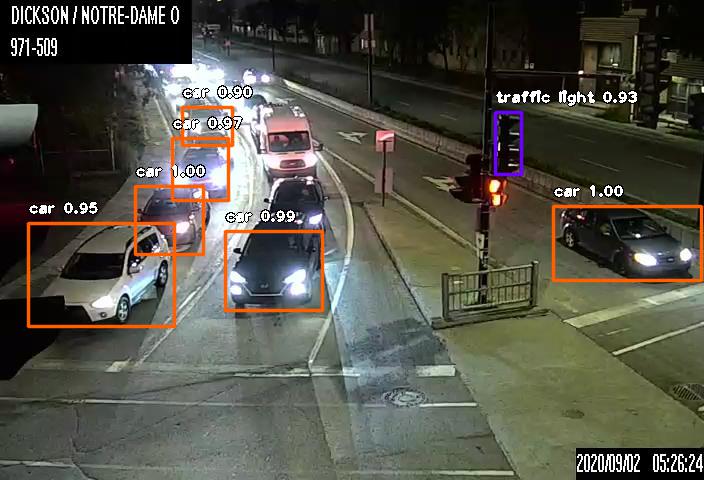 DICKSON / NOTRE-DAME O
971-509
car 0.90
traffic light 0.93
car 0.97
car 1.00
car 1.00
car 0.95
car 0.99
2020/09/02 05:26:24